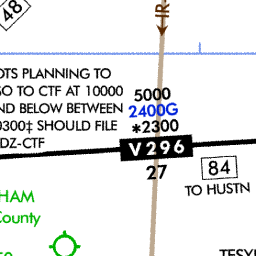 48
IR
OTS PLANNING TO
GO TO CTF AT 10000
ND BELOW BETWEEN
0300‡ SHOULD FILE
DZ-CTF
5000
2400G
*2300
V296
27
84
TO HUSTN
HAM
County
TESY